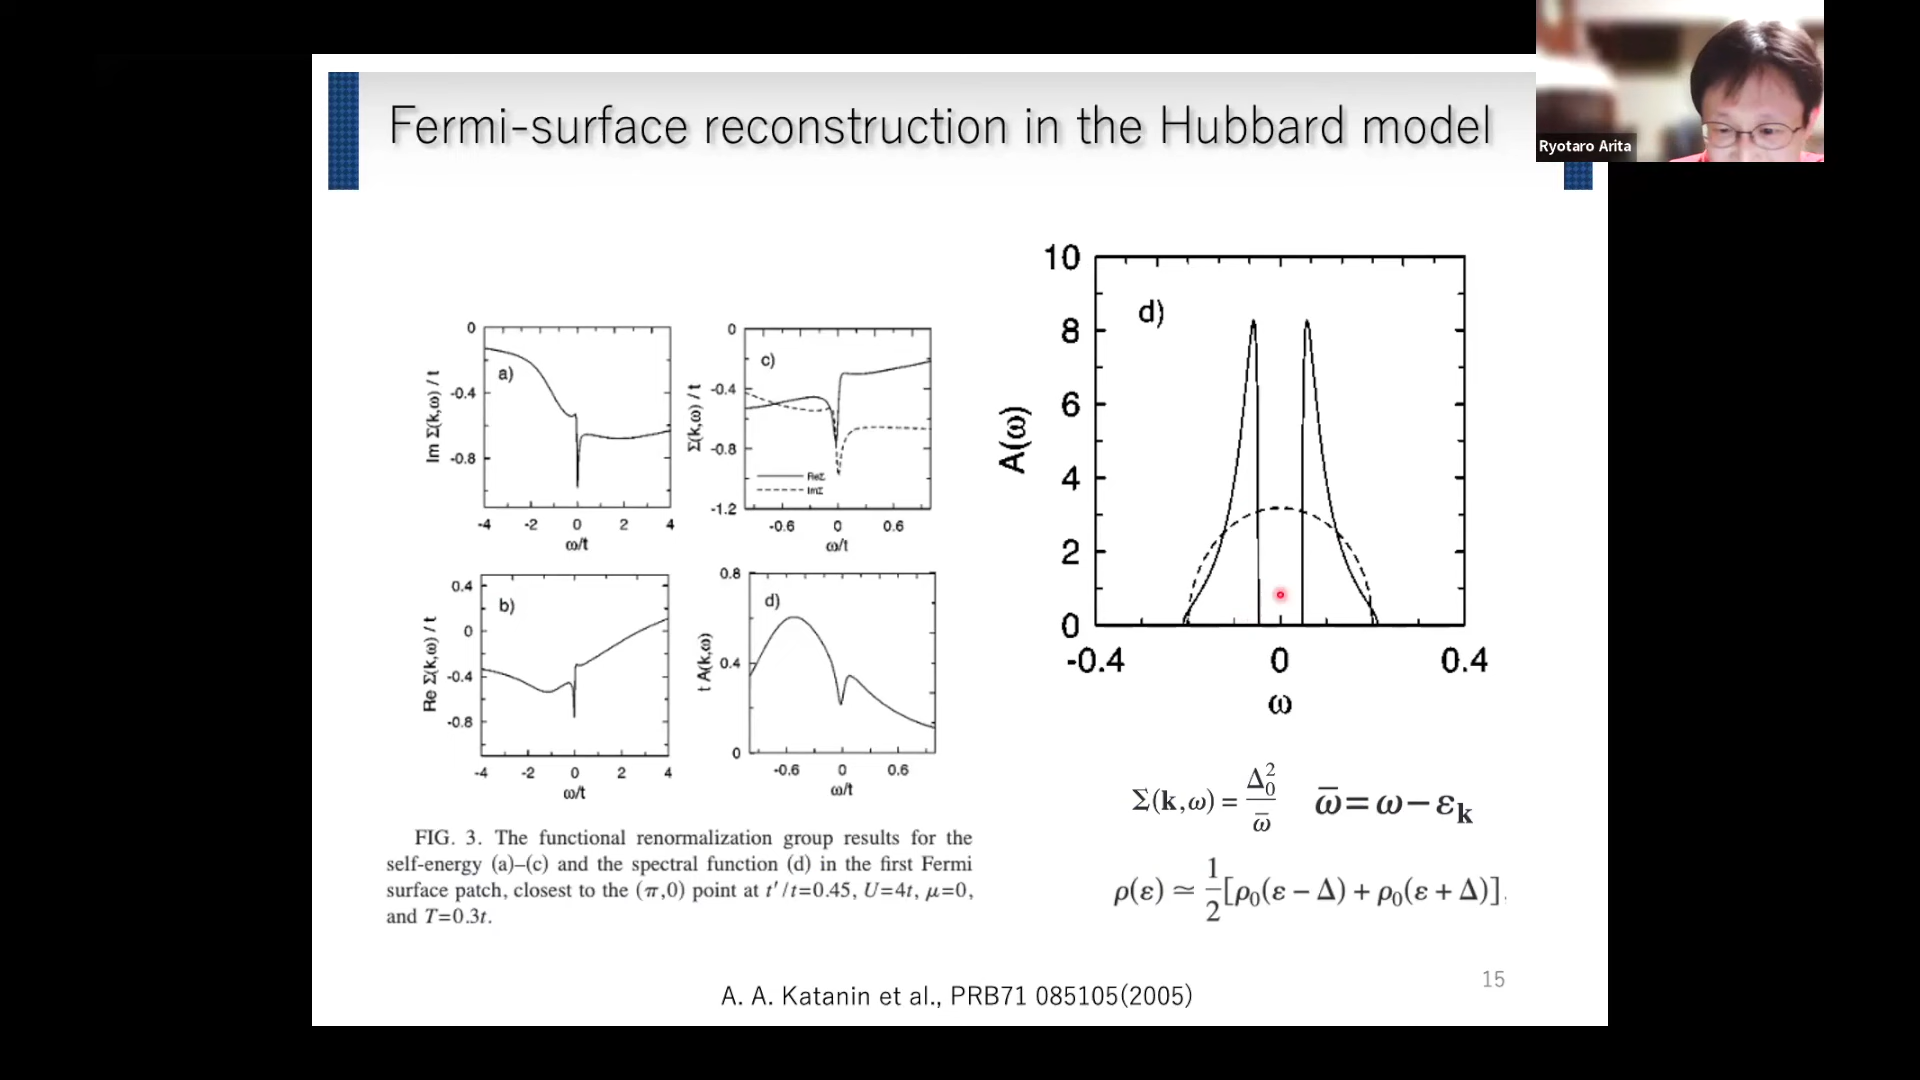 Fermi-surface reconstruction in the Hubbard model
Ryotaro Arita
0
-0.4
-0.8
a)
Im Σ(k,ω) / t
-4 -2 0 2 4
ω/t
0
-0.4
-0.8
-1.2
c)
Σ(k,ω) / t
ReΣ
ImΣ
-0.6 0 0.6
ω/t
0.4
0
-0.4
-0.8
b)
Re Σ(k,ω) / t
-4 -2 0 2 4
ω/t
0.8
0.4
0
d)
t A(k,ω)
-0.6 0 0.6
ω/t
FIG. 3. The functional renormalization group results for the
self-energy (a)–(c) and the spectral function (d) in the first Fermi
surface patch, closest to the (π,0) point at t′/t=0.45, U=4t, μ=0,
and T=0.3t.
10
8
6
4
2
0
d)
A(ω)
-0.4 0 0.4
ω
Σ(k,ω) = Δ₀²/ω̄ ω̄=ω−εₖ
ρ(ε) ≃ 1/2[ρ₀(ε − Δ) + ρ₀(ε + Δ)].
15
A. A. Katanin et al., PRB71 085105(2005)